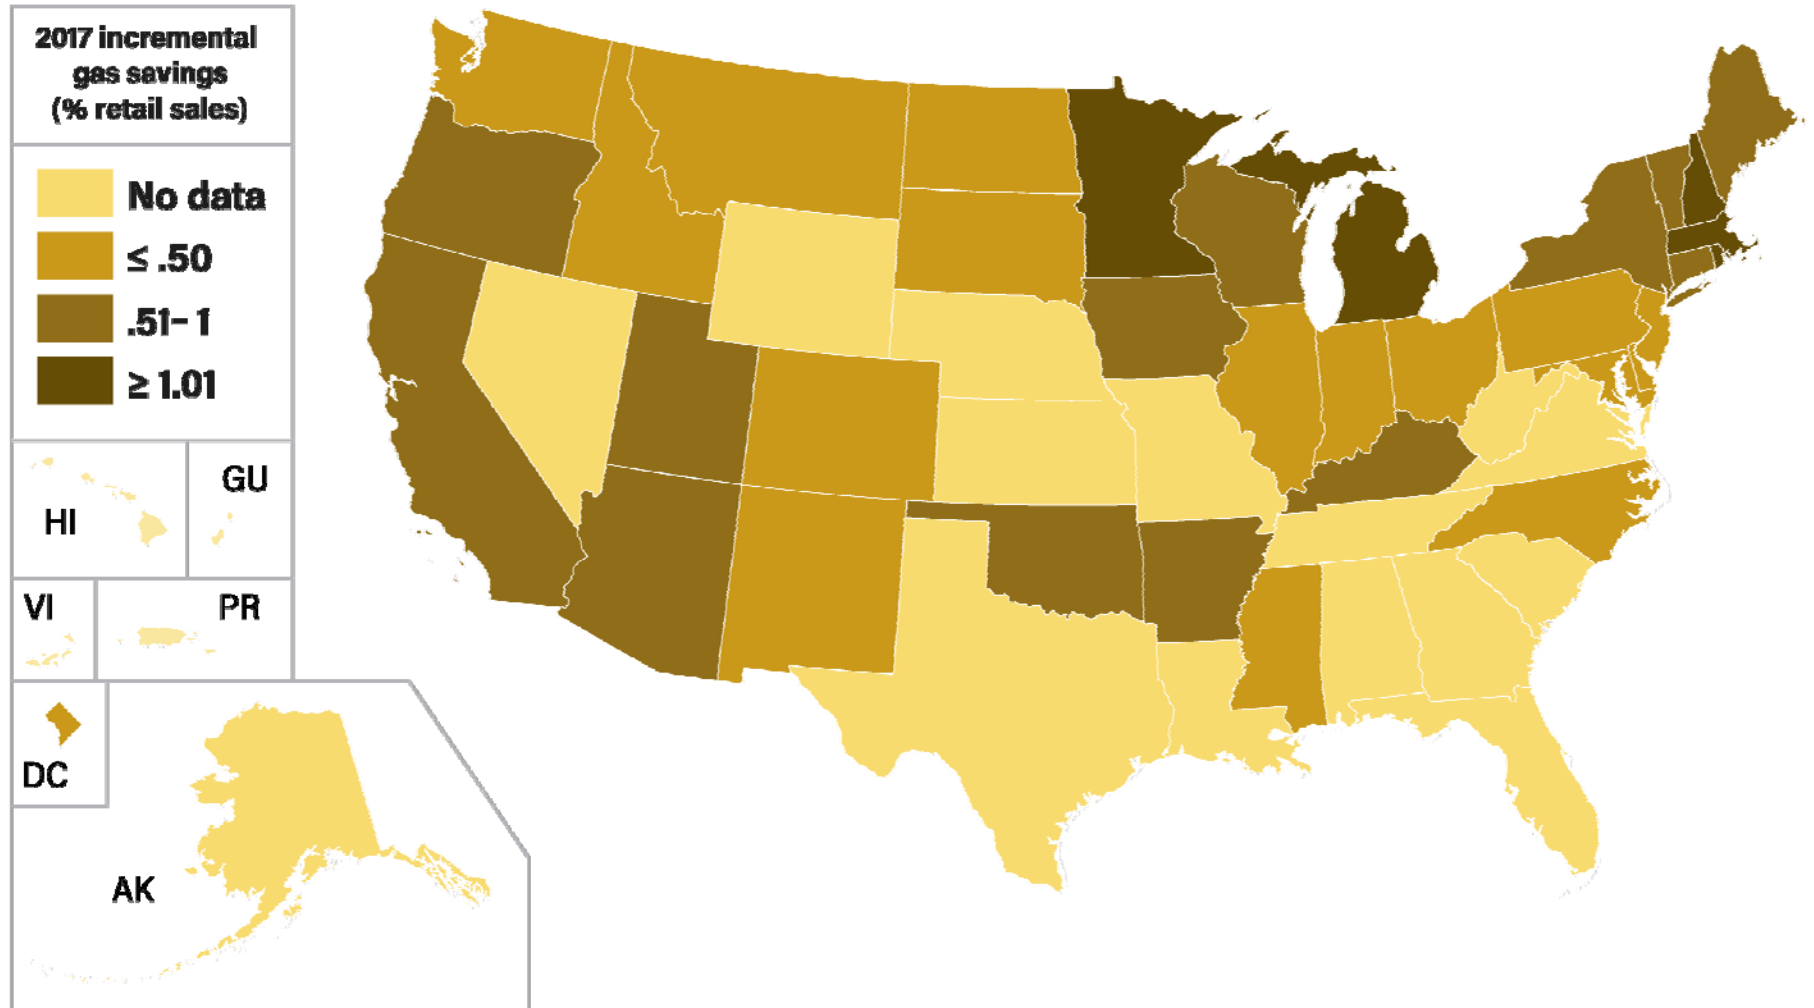 2017 incremental
gas savings
(% retail sales)
No data
≤ .50
.51- 1
≥ 1.01
HI
GU
VI
PR
DC
AK